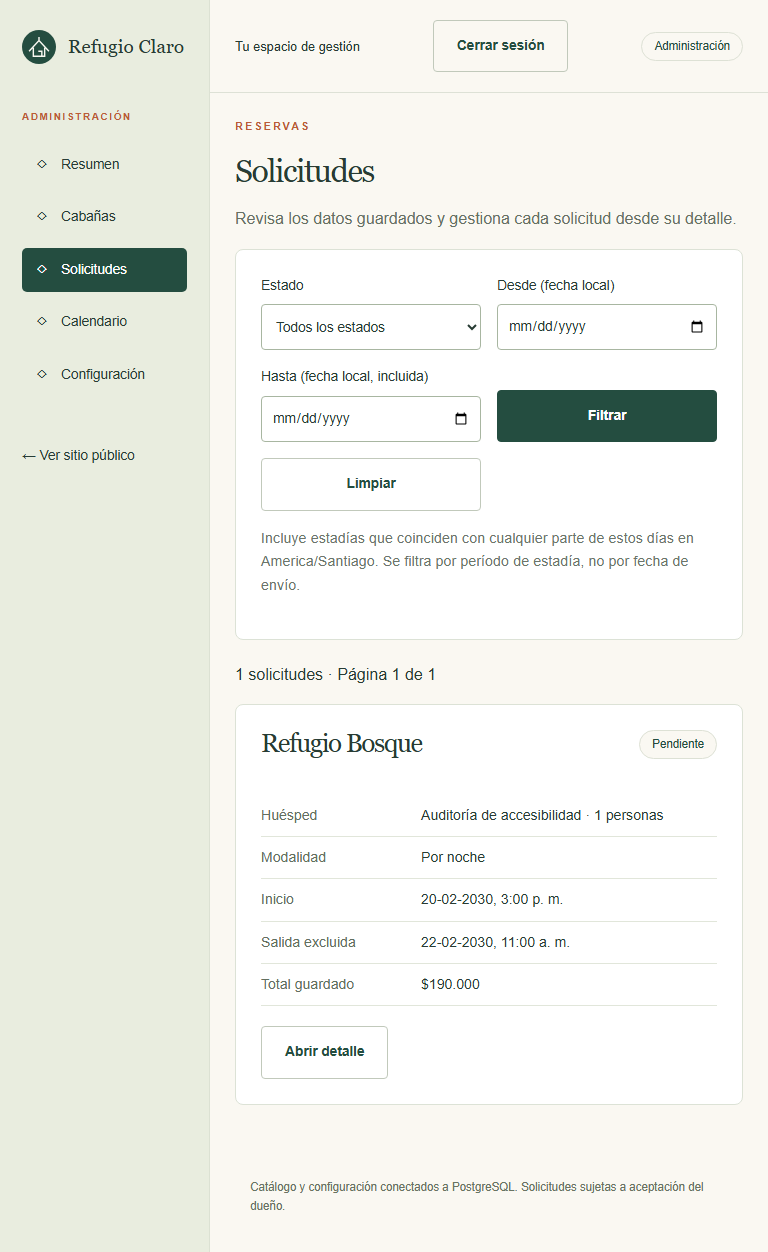 Refugio Claro
ADMINISTRACIÓN
Resumen
Cabañas
Solicitudes
Calendario
Configuración
← Ver sitio público
Tu espacio de gestión
Cerrar sesión
Administración
RESERVAS
Solicitudes
Revisa los datos guardados y gestiona cada solicitud desde su detalle.
Estado
Todos los estados
Desde (fecha local)
mm/dd/yyyy
Hasta (fecha local, incluida)
mm/dd/yyyy
Filtrar
Limpiar
Incluye estadías que coinciden con cualquier parte de estos días en
America/Santiago. Se filtra por período de estadía, no por fecha de
envío.
1 solicitudes · Página 1 de 1
Refugio Bosque
Pendiente
Huésped Auditoría de accesibilidad · 1 personas
Modalidad Por noche
Inicio 20-02-2030, 3:00 p. m.
Salida excluida 22-02-2030, 11:00 a. m.
Total guardado $190.000
Abrir detalle
Catálogo y configuración conectados a PostgreSQL. Solicitudes sujetas a aceptación del
dueño.